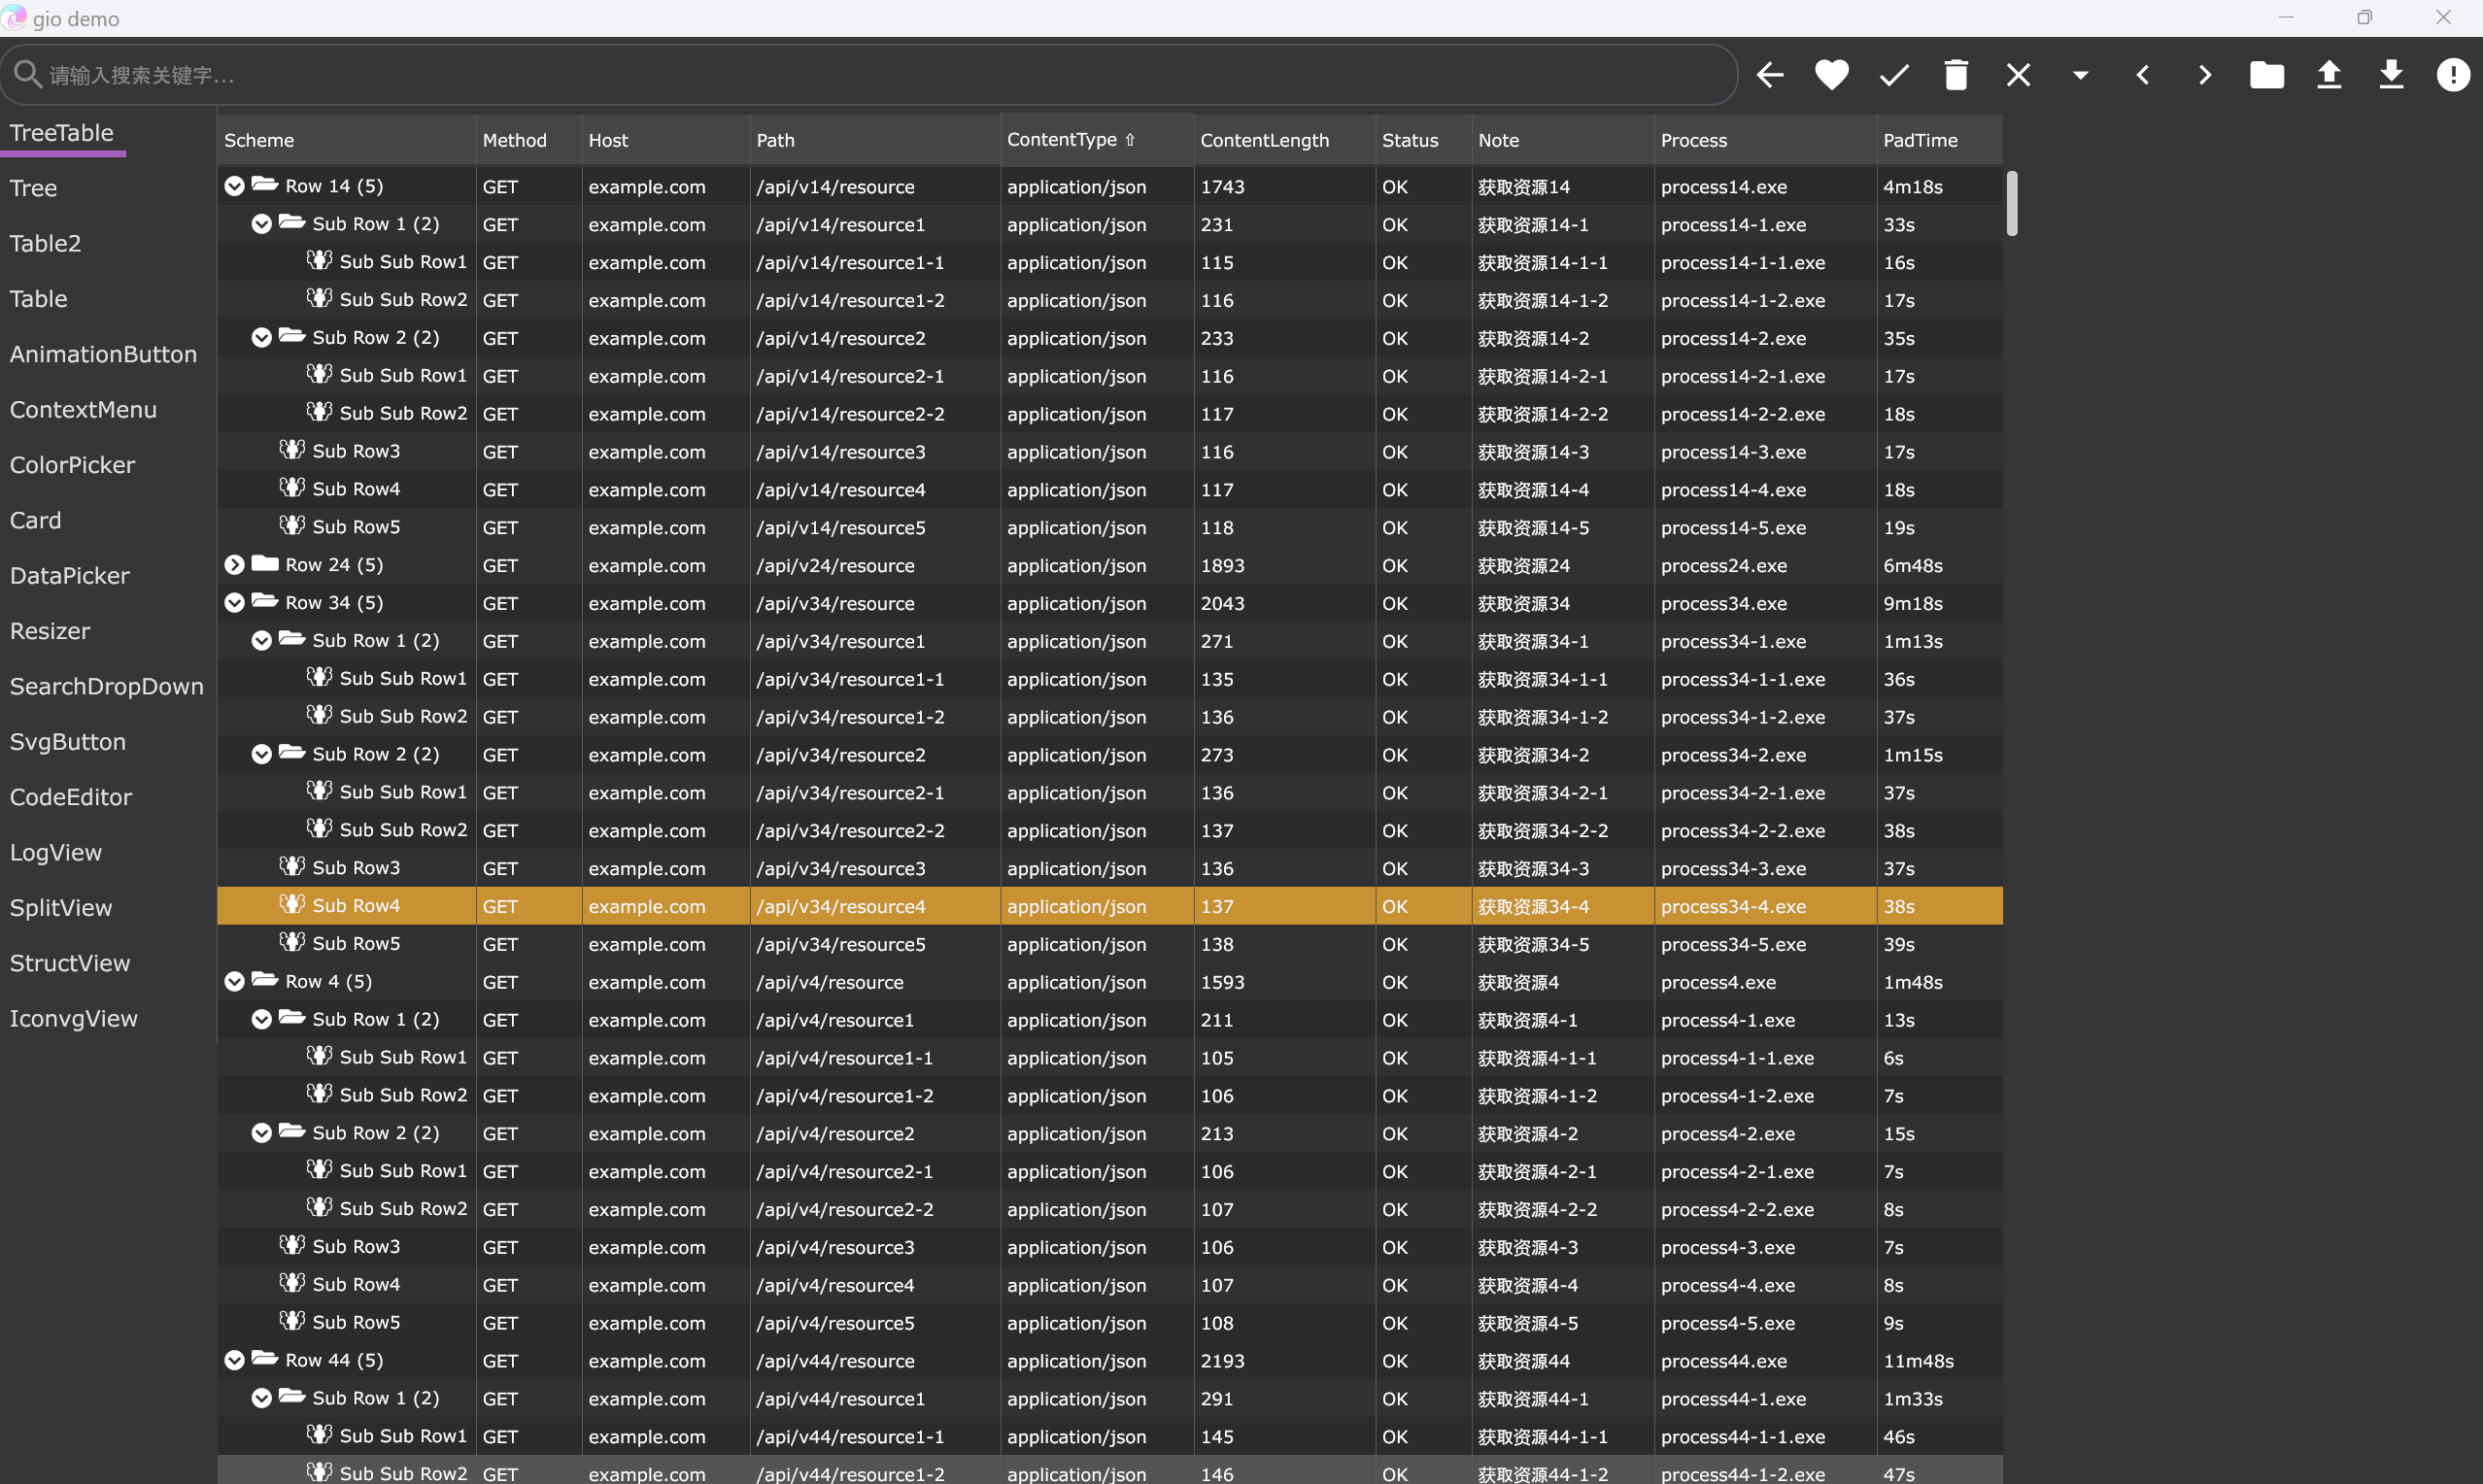 gio demo
请输入搜索关键字...
TreeTable
Tree
Table2
Table
AnimationButton
ContextMenu
ColorPicker
Card
DataPicker
Resizer
SearchDropDown
SvgButton
CodeEditor
LogView
SplitView
StructView
IconvgView
Scheme Method Host Path ContentType ⇧ ContentLength Status Note Process PadTime
Row 14 (5) GET example.com /api/v14/resource application/json 1743 OK 获取资源14 process14.exe 4m18s
Sub Row 1 (2) GET example.com /api/v14/resource1 application/json 231 OK 获取资源14-1 process14-1.exe 33s
Sub Sub Row1 GET example.com /api/v14/resource1-1 application/json 115 OK 获取资源14-1-1 process14-1-1.exe 16s
Sub Sub Row2 GET example.com /api/v14/resource1-2 application/json 116 OK 获取资源14-1-2 process14-1-2.exe 17s
Sub Row 2 (2) GET example.com /api/v14/resource2 application/json 233 OK 获取资源14-2 process14-2.exe 35s
Sub Sub Row1 GET example.com /api/v14/resource2-1 application/json 116 OK 获取资源14-2-1 process14-2-1.exe 17s
Sub Sub Row2 GET example.com /api/v14/resource2-2 application/json 117 OK 获取资源14-2-2 process14-2-2.exe 18s
Sub Row3 GET example.com /api/v14/resource3 application/json 116 OK 获取资源14-3 process14-3.exe 17s
Sub Row4 GET example.com /api/v14/resource4 application/json 117 OK 获取资源14-4 process14-4.exe 18s
Sub Row5 GET example.com /api/v14/resource5 application/json 118 OK 获取资源14-5 process14-5.exe 19s
Row 24 (5) GET example.com /api/v24/resource application/json 1893 OK 获取资源24 process24.exe 6m48s
Row 34 (5) GET example.com /api/v34/resource application/json 2043 OK 获取资源34 process34.exe 9m18s
Sub Row 1 (2) GET example.com /api/v34/resource1 application/json 271 OK 获取资源34-1 process34-1.exe 1m13s
Sub Sub Row1 GET example.com /api/v34/resource1-1 application/json 135 OK 获取资源34-1-1 process34-1-1.exe 36s
Sub Sub Row2 GET example.com /api/v34/resource1-2 application/json 136 OK 获取资源34-1-2 process34-1-2.exe 37s
Sub Row 2 (2) GET example.com /api/v34/resource2 application/json 273 OK 获取资源34-2 process34-2.exe 1m15s
Sub Sub Row1 GET example.com /api/v34/resource2-1 application/json 136 OK 获取资源34-2-1 process34-2-1.exe 37s
Sub Sub Row2 GET example.com /api/v34/resource2-2 application/json 137 OK 获取资源34-2-2 process34-2-2.exe 38s
Sub Row3 GET example.com /api/v34/resource3 application/json 136 OK 获取资源34-3 process34-3.exe 37s
Sub Row4 GET example.com /api/v34/resource4 application/json 137 OK 获取资源34-4 process34-4.exe 38s
Sub Row5 GET example.com /api/v34/resource5 application/json 138 OK 获取资源34-5 process34-5.exe 39s
Row 4 (5) GET example.com /api/v4/resource application/json 1593 OK 获取资源4 process4.exe 1m48s
Sub Row 1 (2) GET example.com /api/v4/resource1 application/json 211 OK 获取资源4-1 process4-1.exe 13s
Sub Sub Row1 GET example.com /api/v4/resource1-1 application/json 105 OK 获取资源4-1-1 process4-1-1.exe 6s
Sub Sub Row2 GET example.com /api/v4/resource1-2 application/json 106 OK 获取资源4-1-2 process4-1-2.exe 7s
Sub Row 2 (2) GET example.com /api/v4/resource2 application/json 213 OK 获取资源4-2 process4-2.exe 15s
Sub Sub Row1 GET example.com /api/v4/resource2-1 application/json 106 OK 获取资源4-2-1 process4-2-1.exe 7s
Sub Sub Row2 GET example.com /api/v4/resource2-2 application/json 107 OK 获取资源4-2-2 process4-2-2.exe 8s
Sub Row3 GET example.com /api/v4/resource3 application/json 106 OK 获取资源4-3 process4-3.exe 7s
Sub Row4 GET example.com /api/v4/resource4 application/json 107 OK 获取资源4-4 process4-4.exe 8s
Sub Row5 GET example.com /api/v4/resource5 application/json 108 OK 获取资源4-5 process4-5.exe 9s
Row 44 (5) GET example.com /api/v44/resource application/json 2193 OK 获取资源44 process44.exe 11m48s
Sub Row 1 (2) GET example.com /api/v44/resource1 application/json 291 OK 获取资源44-1 process44-1.exe 1m33s
Sub Sub Row1 GET example.com /api/v44/resource1-1 application/json 145 OK 获取资源44-1-1 process44-1-1.exe 46s
Sub Sub Row2 GET example.com /api/v44/resource1-2 application/json 146 OK 获取资源44-1-2 process44-1-2.exe 47s